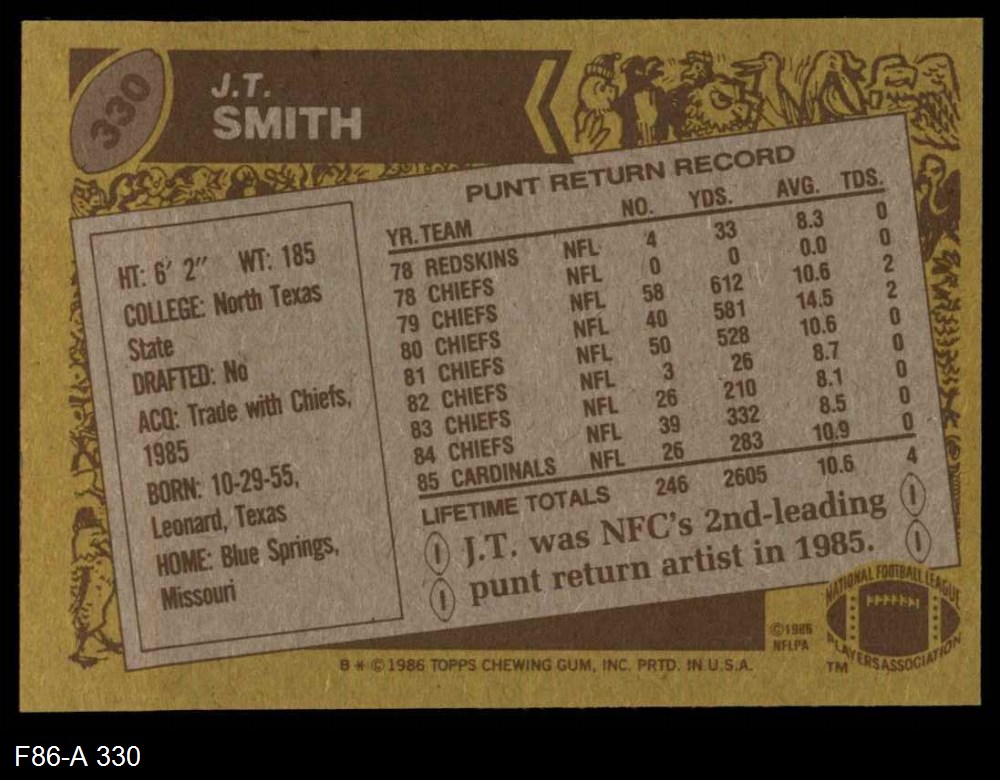 330
J.T.
SMITH
HT: 6' 2" WT: 185
COLLEGE: North Texas
State
DRAFTED: No
ACQ: Trade with Chiefs,
1985
BORN: 10-29-55,
Leonard, Texas
HOME: Blue Springs,
Missouri
PUNT RETURN RECORD
YR. TEAM NO. YDS. AVG. TDS.
78 REDSKINS NFL 4 33 8.3 0
78 CHIEFS NFL 0 0 0.0 0
79 CHIEFS NFL 58 612 10.6 2
80 CHIEFS NFL 40 581 14.5 2
81 CHIEFS NFL 50 528 10.6 0
82 CHIEFS NFL 3 26 8.7 0
83 CHIEFS NFL 26 210 8.1 0
84 CHIEFS NFL 39 332 8.5 0
85 CARDINALS NFL 26 283 10.9 0
LIFETIME TOTALS 246 2605 10.6 4
J.T. was NFC's 2nd-leading
punt return artist in 1985.
©1986
NFLPA
NATIONAL FOOTBALL LEAGUE
PLAYERS ASSOCIATION
TM
B * © 1986 TOPPS CHEWING GUM, INC. PRTD. IN U.S.A.
F86-A 330